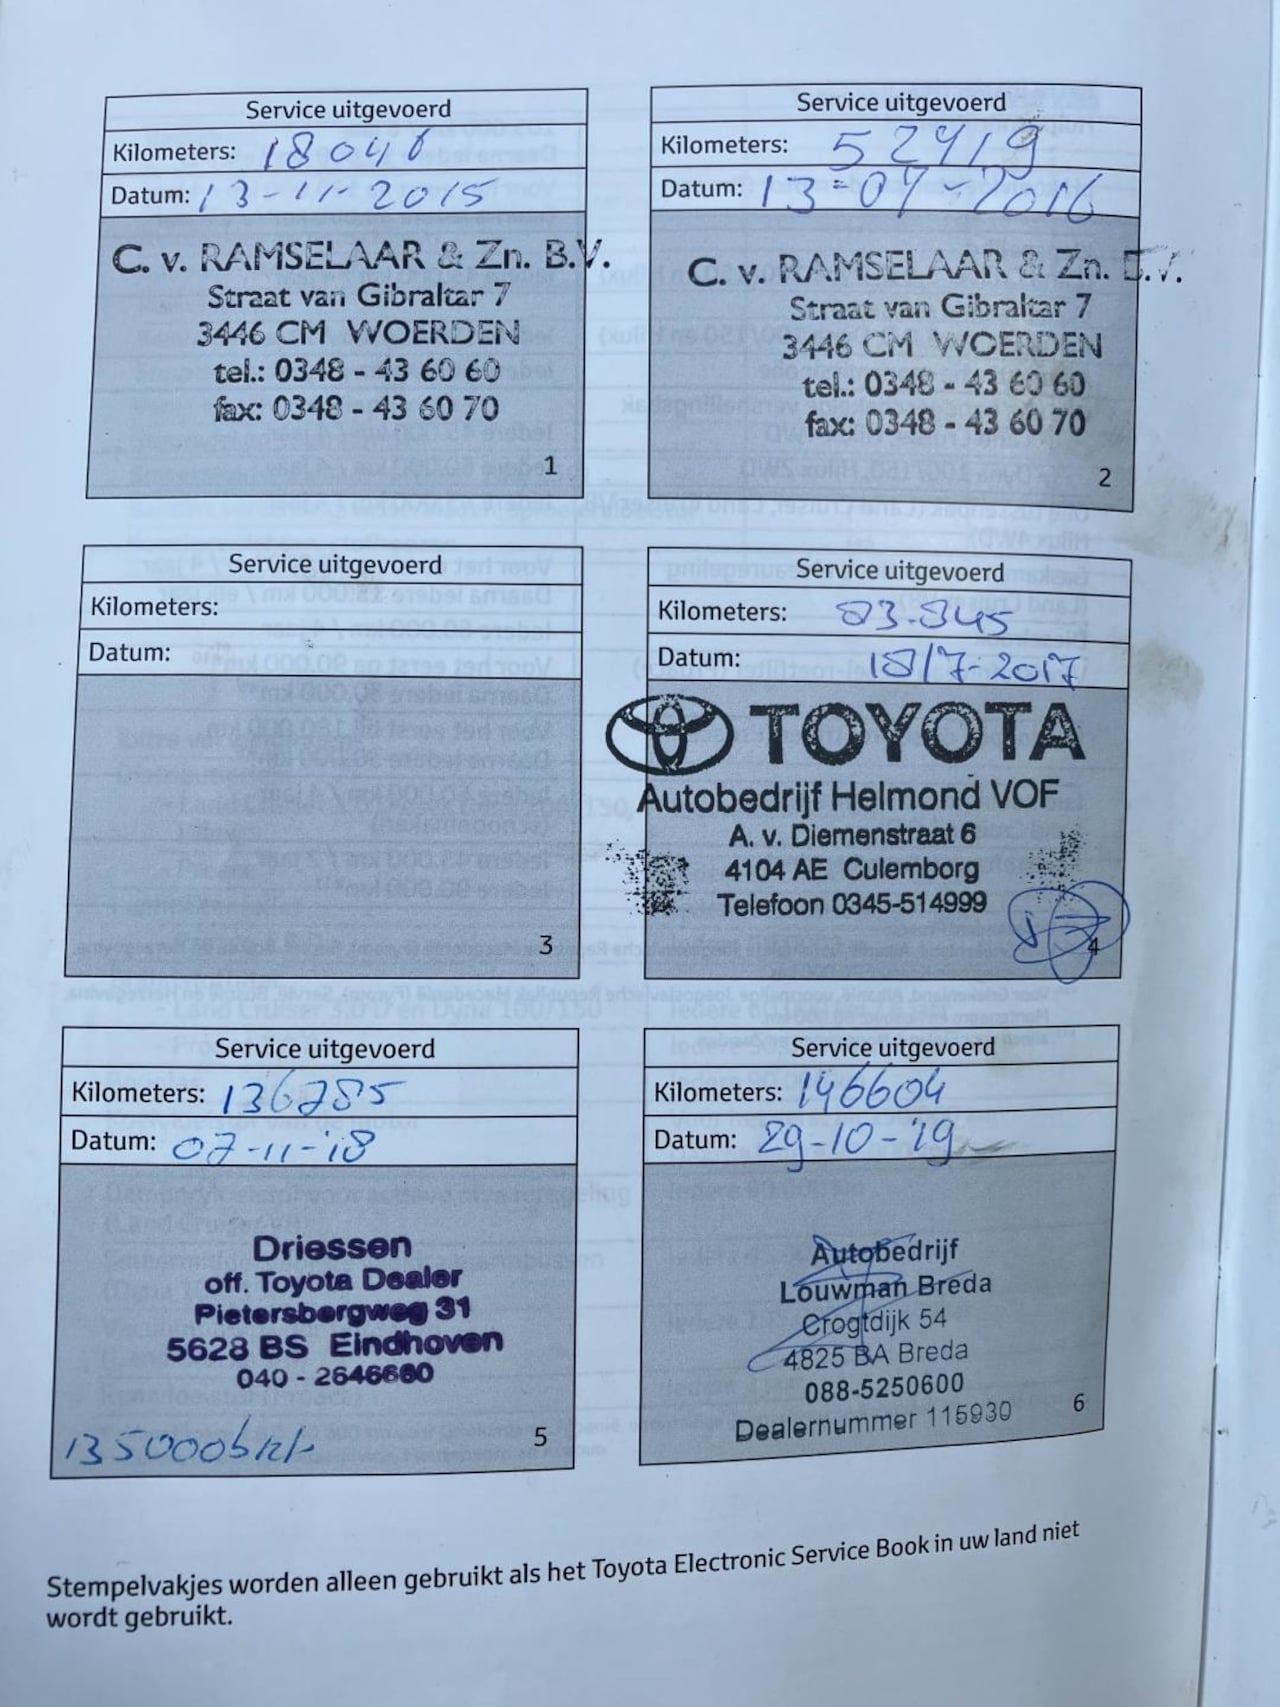 Service uitgevoerd
Kilometers: 18046
Datum: 13-11-2015
C. v. RAMSELAAR & Zn. B.V.
Straat van Gibraltar 7
3446 CM WOERDEN
tel.: 0348 - 43 60 60
fax: 0348 - 43 60 70
1
Service uitgevoerd
Kilometers: 52419
Datum: 13-07-2016
C. v. RAMSELAAR & Zn. B.V.
Straat van Gibraltar 7
3446 CM WOERDEN
tel.: 0348 - 43 60 60
fax: 0348 - 43 60 70
2
Service uitgevoerd
Kilometers:
Datum:
3
Service uitgevoerd
Kilometers: 83.845
Datum: 18/7-2017
TOYOTA
Autobedrijf Helmond VOF
A. v. Diemenstraat 6
4104 AE Culemborg
Telefoon 0345-514999
4
Service uitgevoerd
Kilometers: 136285
Datum: 07-11-'18
Driessen
off. Toyota Dealer
Pietersbergweg 31
5628 BS Eindhoven
040 - 2646660
135000 bkt
5
Service uitgevoerd
Kilometers: 146604
Datum: 29-10-'19
Autobedrijf
Louwman Breda
Crogtdijk 54
4825 BA Breda
088-5250600
Dealernummer 115930
6
Stempelvakjes worden alleen gebruikt als het Toyota Electronic Service Book in uw land niet
wordt gebruikt.